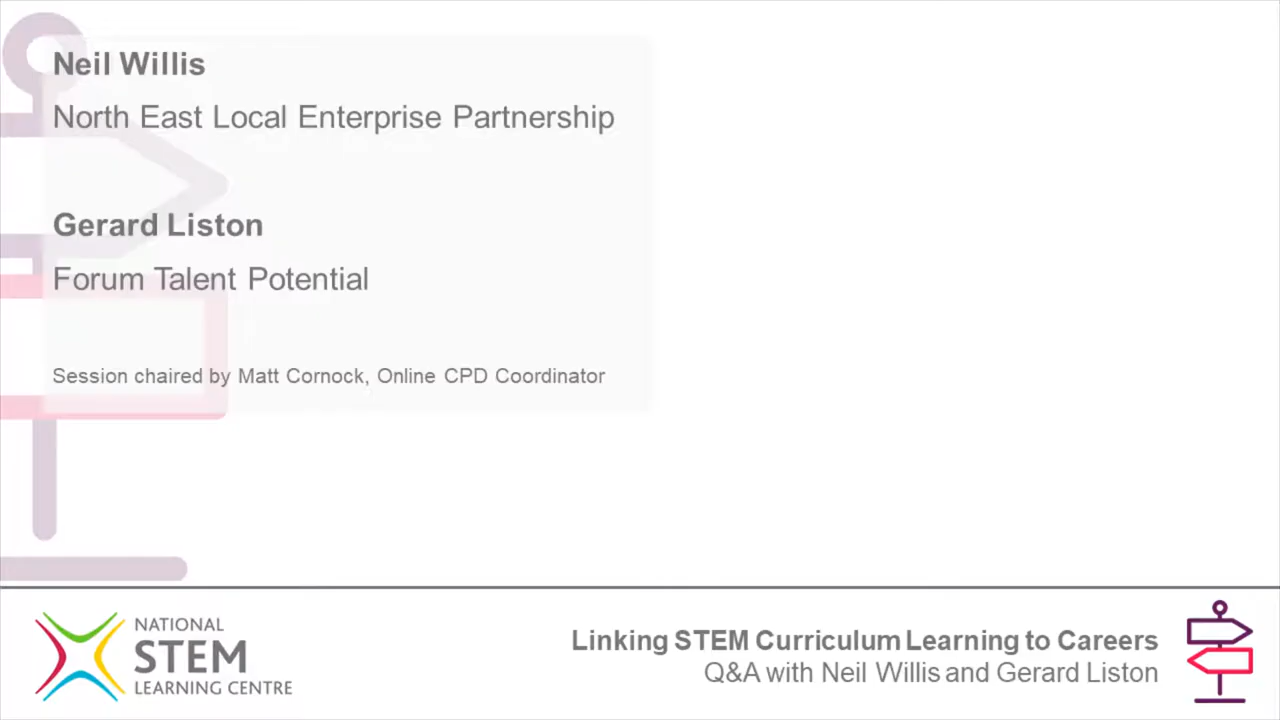 Neil Willis
North East Local Enterprise Partnership
Gerard Liston
Forum Talent Potential
Session chaired by Matt Cornock, Online CPD Coordinator
NATIONAL
STEM
LEARNING CENTRE
Linking STEM Curriculum Learning to Careers
Q&A with Neil Willis and Gerard Liston